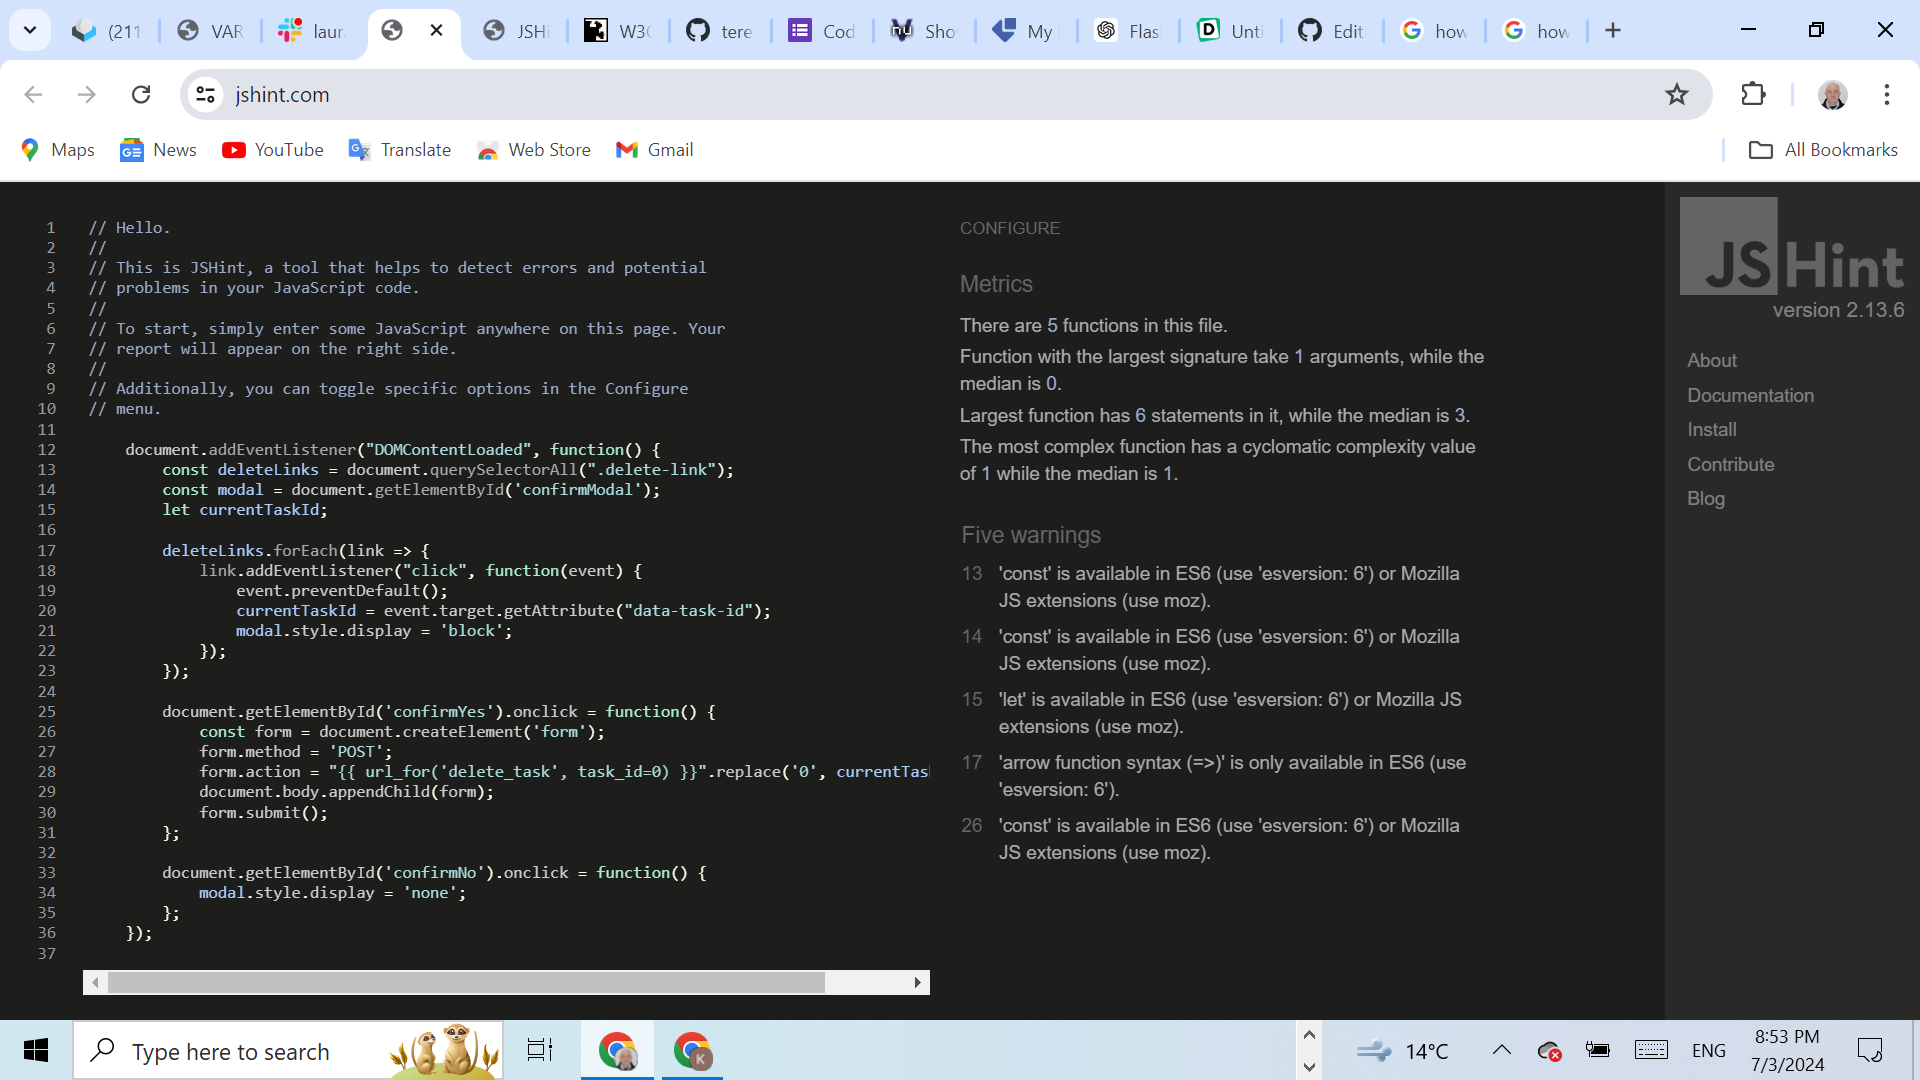 (211
VAR
laur
JSHi
W3C
tere
Cod
Sho
My
Flas
Unti
Edit
how
how
jshint.com
Maps
News
YouTube
Translate
Web Store
Gmail
All Bookmarks
1 // Hello.
2 //
3 // This is JSHint, a tool that helps to detect errors and potential
4 // problems in your JavaScript code.
5 //
6 // To start, simply enter some JavaScript anywhere on this page. Your
7 // report will appear on the right side.
8 //
9 // Additionally, you can toggle specific options in the Configure
10 // menu.
11
12 document.addEventListener("DOMContentLoaded", function() {
13 const deleteLinks = document.querySelectorAll(".delete-link");
14 const modal = document.getElementById('confirmModal');
15 let currentTaskId;
16
17 deleteLinks.forEach(link => {
18 link.addEventListener("click", function(event) {
19 event.preventDefault();
20 currentTaskId = event.target.getAttribute("data-task-id");
21 modal.style.display = 'block';
22 });
23 });
24
25 document.getElementById('confirmYes').onclick = function() {
26 const form = document.createElement('form');
27 form.method = 'POST';
28 form.action = "{{ url_for('delete_task', task_id=0) }}".replace('0', currentTas
29 document.body.appendChild(form);
30 form.submit();
31 };
32
33 document.getElementById('confirmNo').onclick = function() {
34 modal.style.display = 'none';
35 };
36 });
37
CONFIGURE
Metrics
There are 5 functions in this file.
Function with the largest signature take 1 arguments, while the
median is 0.
Largest function has 6 statements in it, while the median is 3.
The most complex function has a cyclomatic complexity value
of 1 while the median is 1.
Five warnings
13 'const' is available in ES6 (use 'esversion: 6') or Mozilla
JS extensions (use moz).
14 'const' is available in ES6 (use 'esversion: 6') or Mozilla
JS extensions (use moz).
15 'let' is available in ES6 (use 'esversion: 6') or Mozilla JS
extensions (use moz).
17 'arrow function syntax (=>)' is only available in ES6 (use
'esversion: 6').
26 'const' is available in ES6 (use 'esversion: 6') or Mozilla
JS extensions (use moz).
JSHint
version 2.13.6
About
Documentation
Install
Contribute
Blog
Type here to search
K
14°C
ENG
8:53 PM
7/3/2024